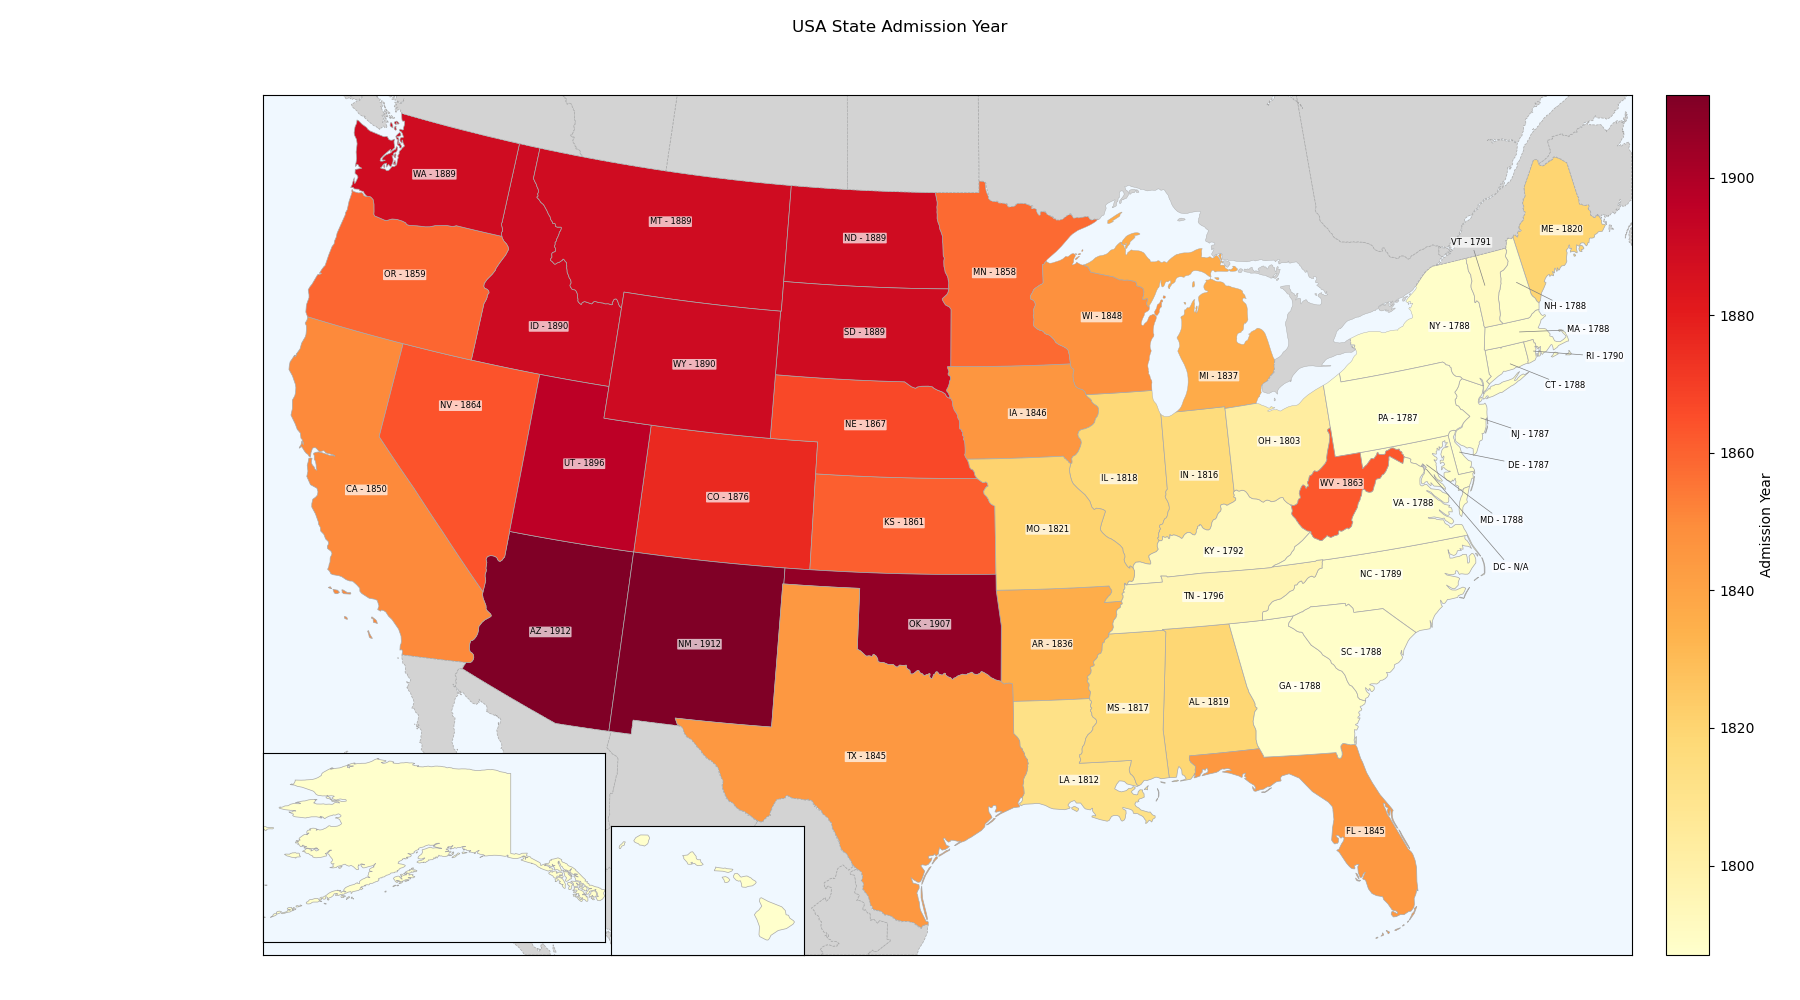 USA State Admission Year
WA - 1889
MT - 1889
ND - 1889
VT - 1791
ME - 1820
OR - 1859
MN - 1858
NH - 1788
ID - 1890
SD - 1889
WI - 1848
NY - 1788
MA - 1788
RI - 1790
WY - 1890
MI - 1837
CT - 1788
NV - 1864
NE - 1867
IA - 1846
PA - 1787
NJ - 1787
OH - 1803
UT - 1896
DE - 1787
CA - 1850
CO - 1876
IL - 1818
IN - 1816
WV - 1863
VA - 1788
KS - 1861
MO - 1821
MD - 1788
KY - 1792
DC - N/A
NC - 1789
TN - 1796
AZ - 1912
NM - 1912
OK - 1907
AR - 1836
SC - 1788
GA - 1788
MS - 1817
AL - 1819
TX - 1845
LA - 1812
FL - 1845
1900
1880
1860
1840
1820
1800
Admission Year